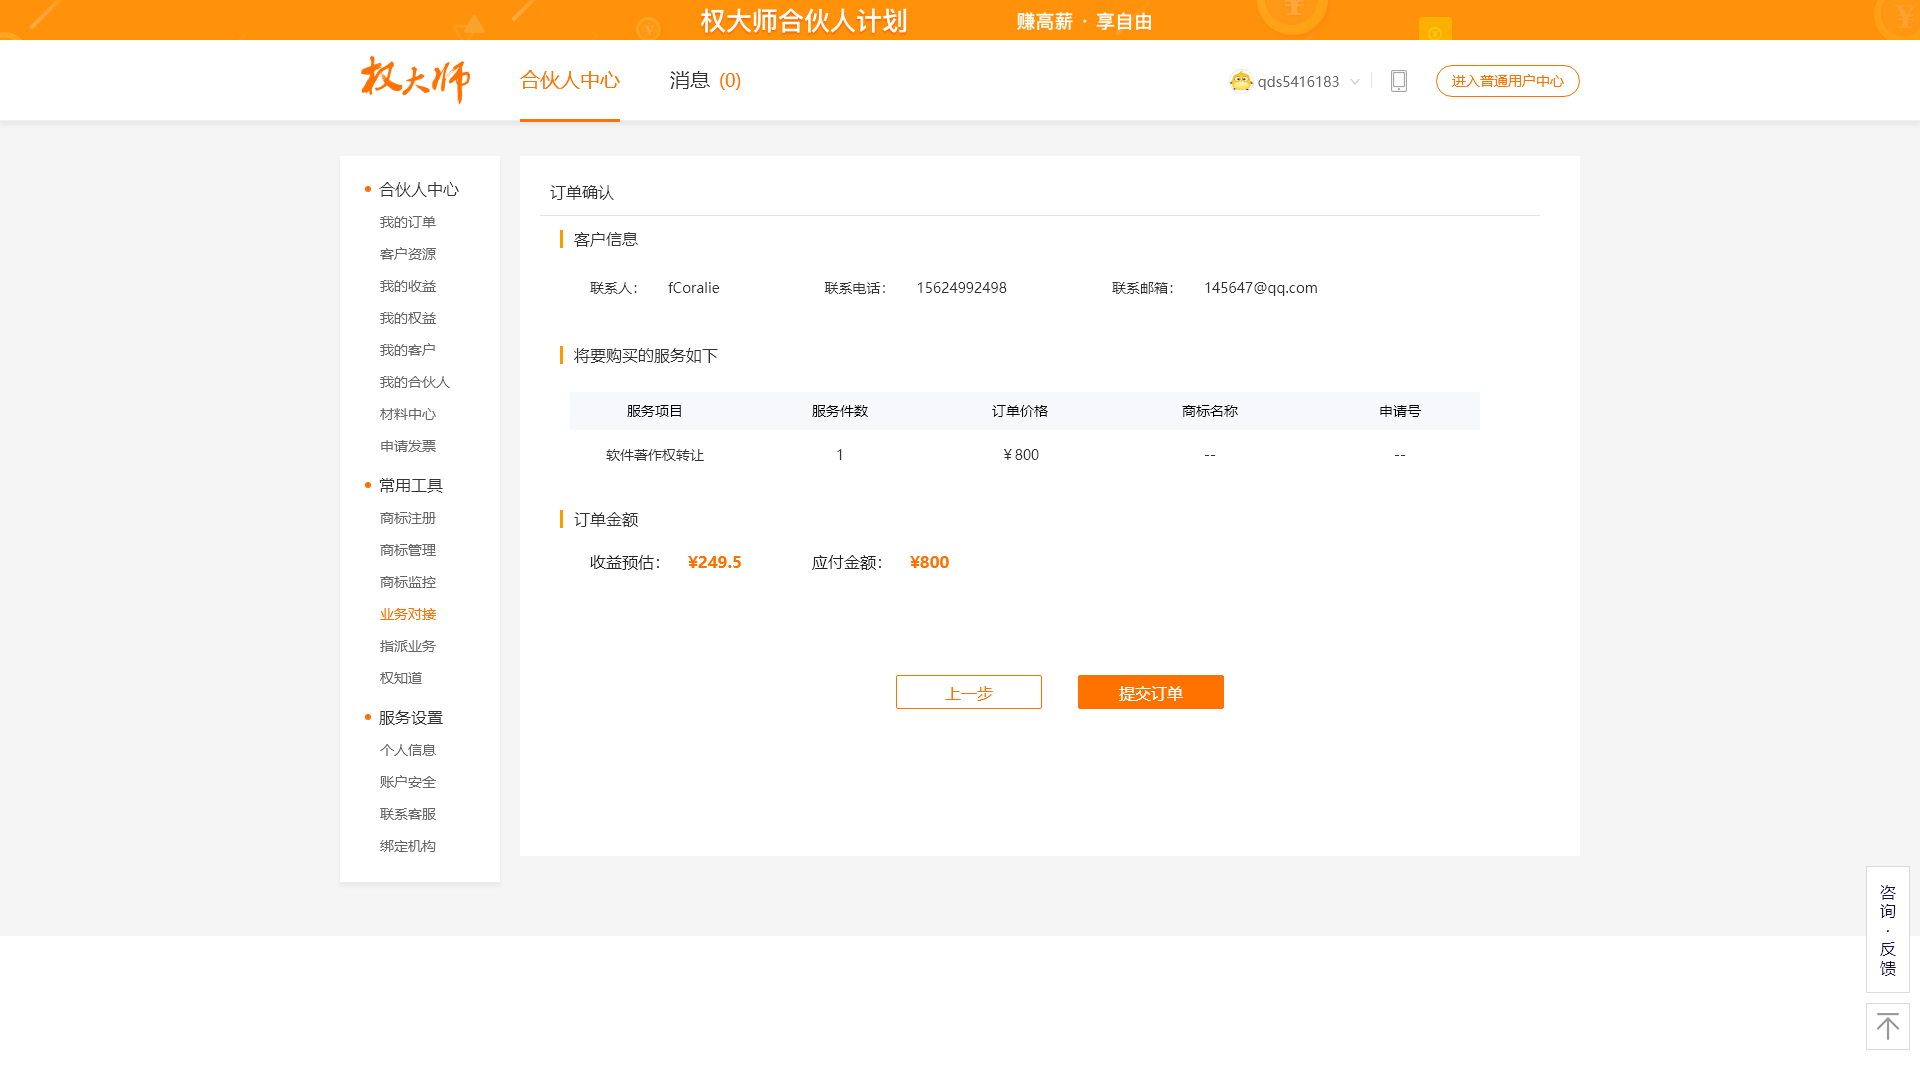 权大师合伙人计划 赚高薪 · 享自由
权大师 合伙人中心 消息 (0) qds5416183 进入普通用户中心
合伙人中心
我的订单
客户资源
我的收益
我的权益
我的客户
我的合伙人
材料中心
申请发票
常用工具
商标注册
商标管理
商标监控
业务对接
指派业务
权知道
服务设置
个人信息
账户安全
联系客服
绑定机构
订单确认
客户信息
联系人： fCoralie 联系电话： 15624992498 联系邮箱： 145647@qq.com
将要购买的服务如下
服务项目 服务件数 订单价格 商标名称 申请号
软件著作权转让 1 ￥800 -- --
订单金额
收益预估： ¥249.5 应付金额： ¥800
上一步 提交订单
咨
询
·
反
馈